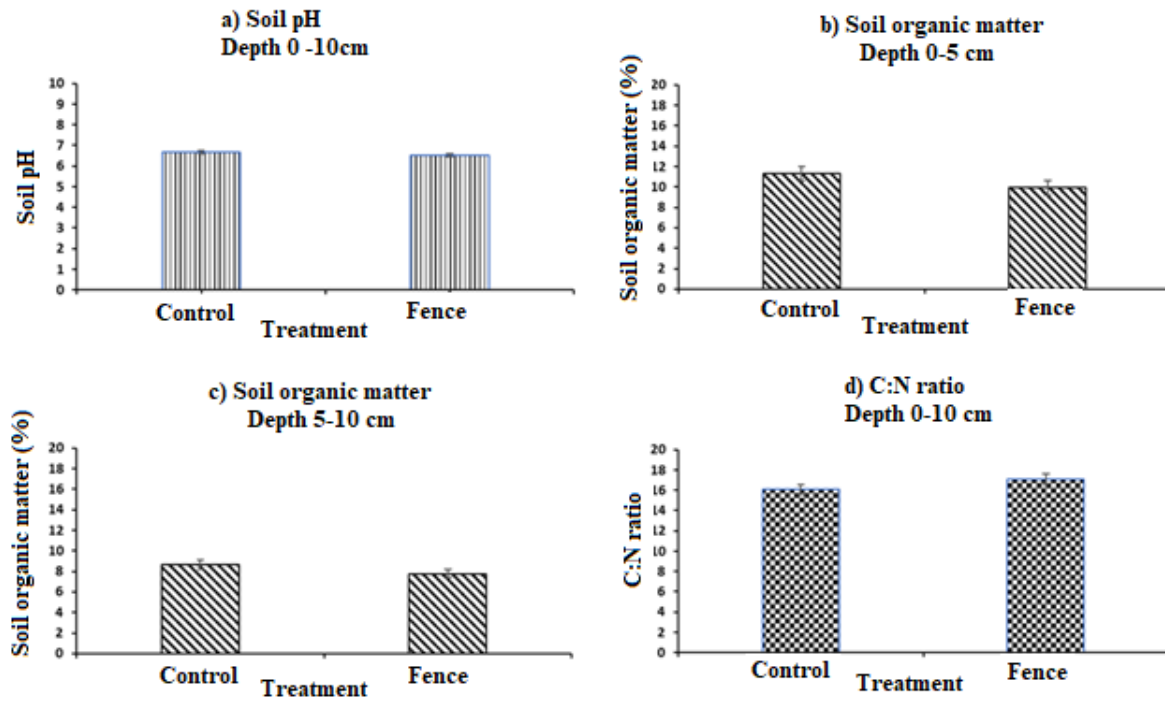 a) Soil pH
Depth 0 -10cm
Soil pH
10
9
8
7
6
5
4
3
2
1
0
Control
Fence
Treatment
b) Soil organic matter
Depth 0-5 cm
Soil organic matter (%)
20
18
16
14
12
10
8
6
4
2
0
Control
Fence
Treatment
c) Soil organic matter
Depth 5-10 cm
Soil organic matter (%)
20
18
16
14
12
10
8
6
4
2
0
Control
Fence
Treatment
d) C:N ratio
Depth 0-10 cm
C:N ratio
20
18
16
14
12
10
8
6
4
2
0
Control
Fence
Treatment